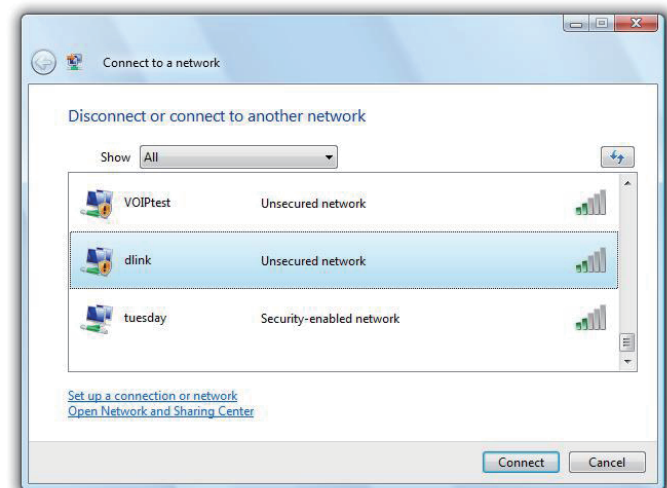 Connect to a network
Disconnect or connect to another network
Show All
VOIPtest Unsecured network
dlink Unsecured network
tuesday Security-enabled network
Set up a connection or network
Open Network and Sharing Center
Connect Cancel